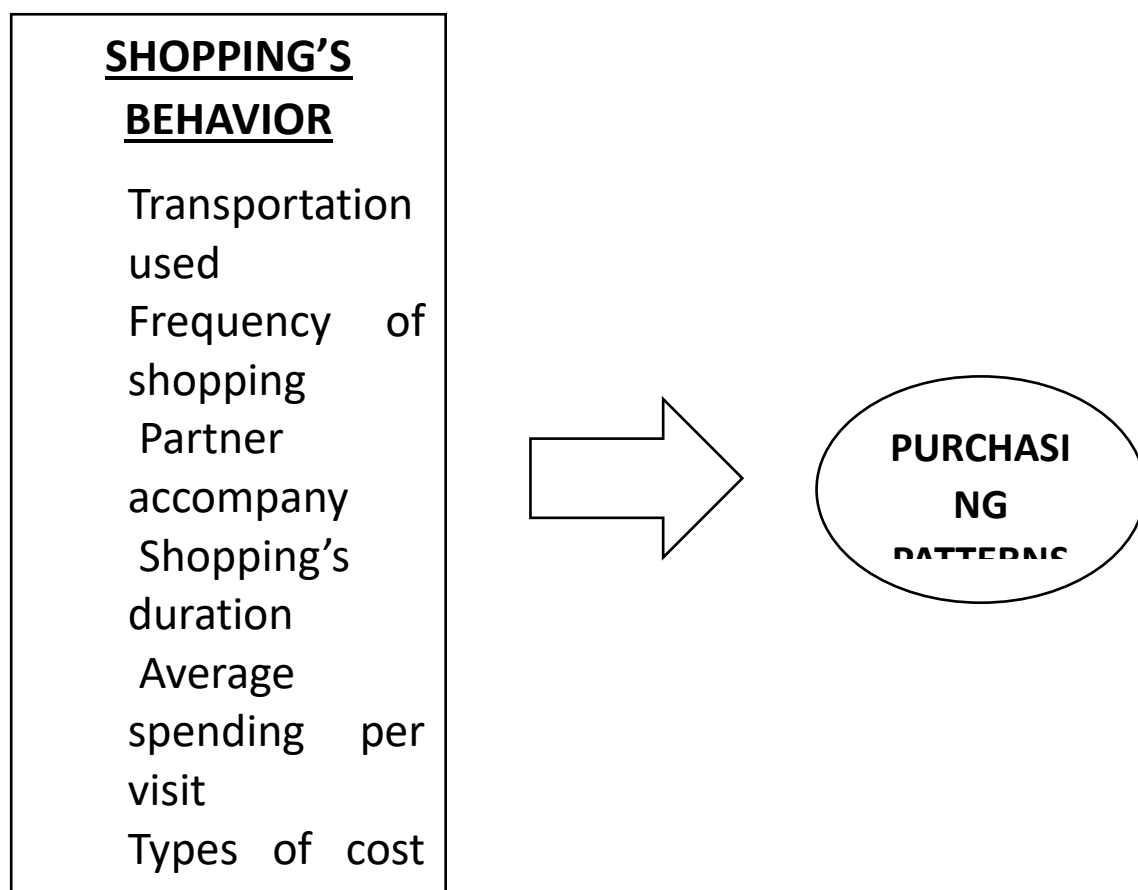 SHOPPING’S
BEHAVIOR
Transportation
used
Frequency of
shopping
Partner
accompany
Shopping’s
duration
Average
spending per
visit
Types of cost
PURCHASI
NG
PATTERNS